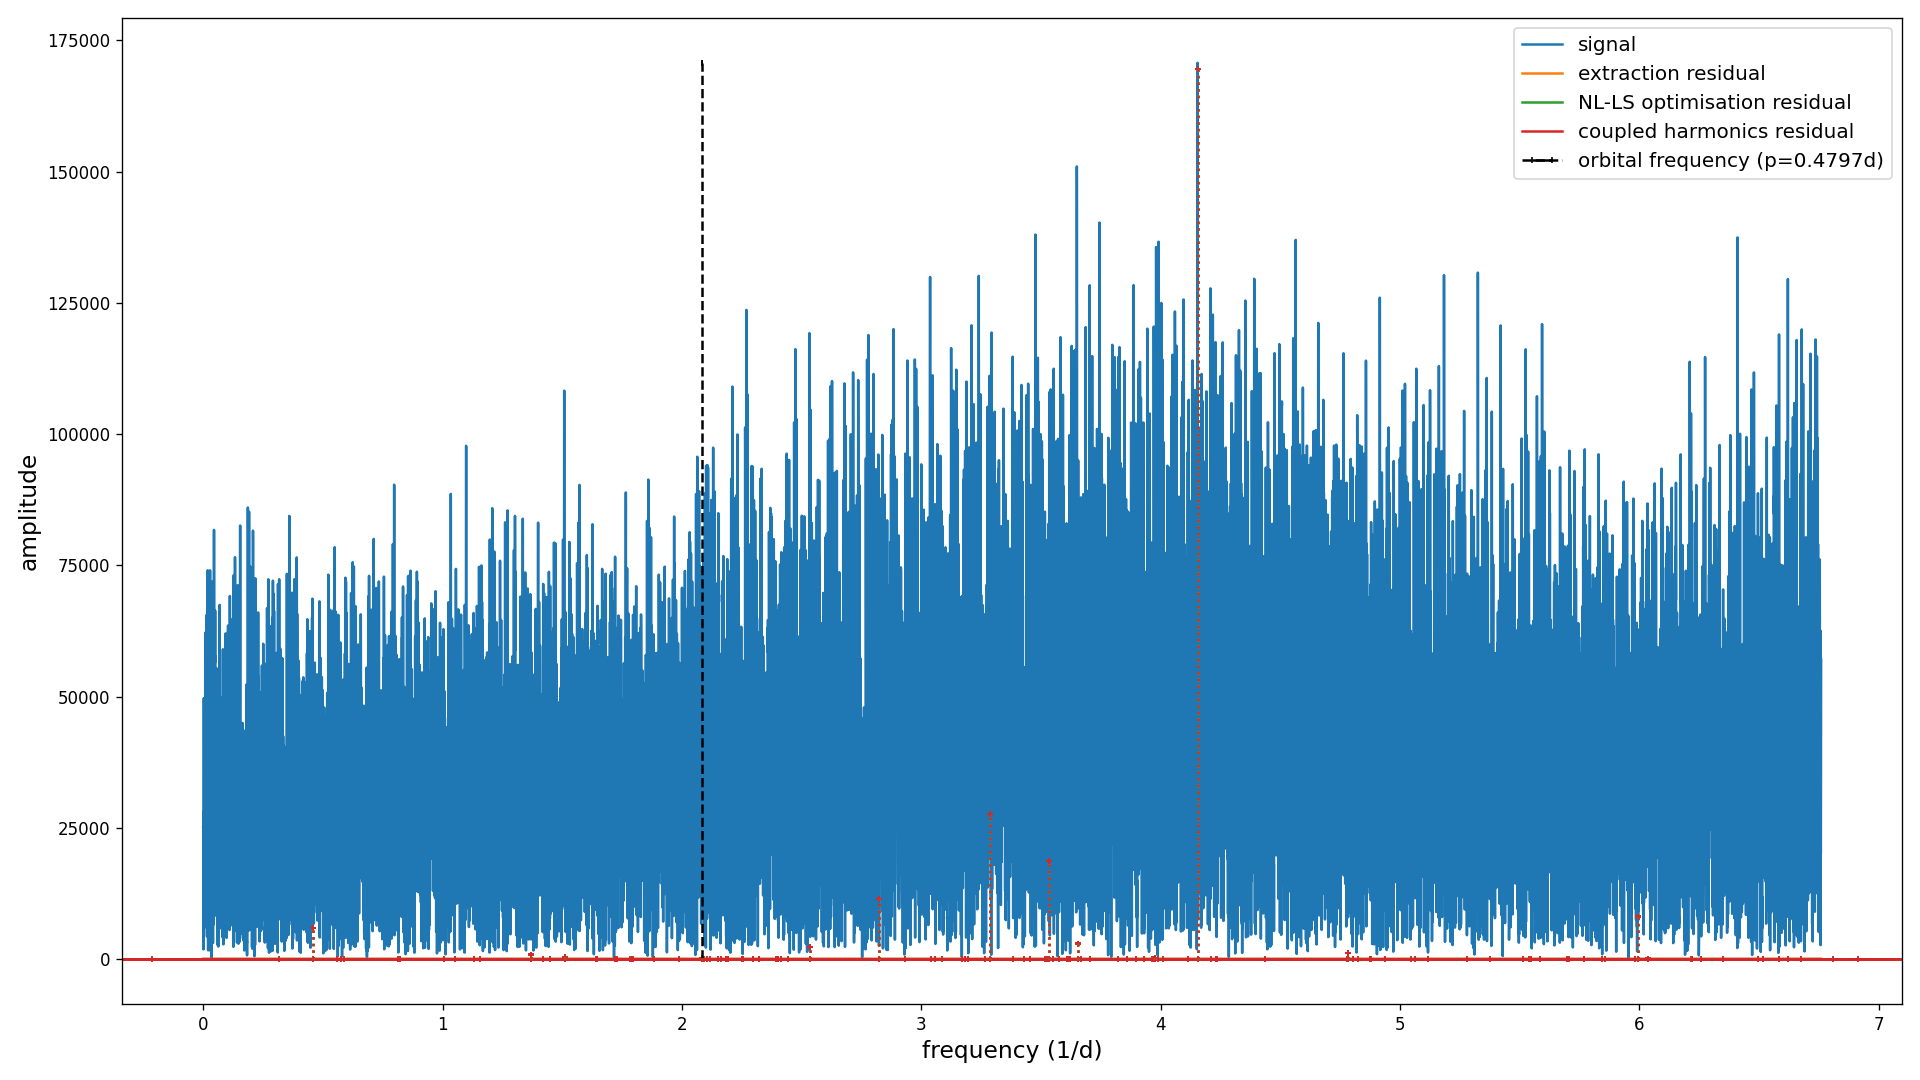 175000
150000
125000
100000
75000
50000
25000
0
amplitude
0 1 2 3 4 5 6 7
frequency (1/d)
signal
extraction residual
NL-LS optimisation residual
coupled harmonics residual
orbital frequency (p=0.4797d)